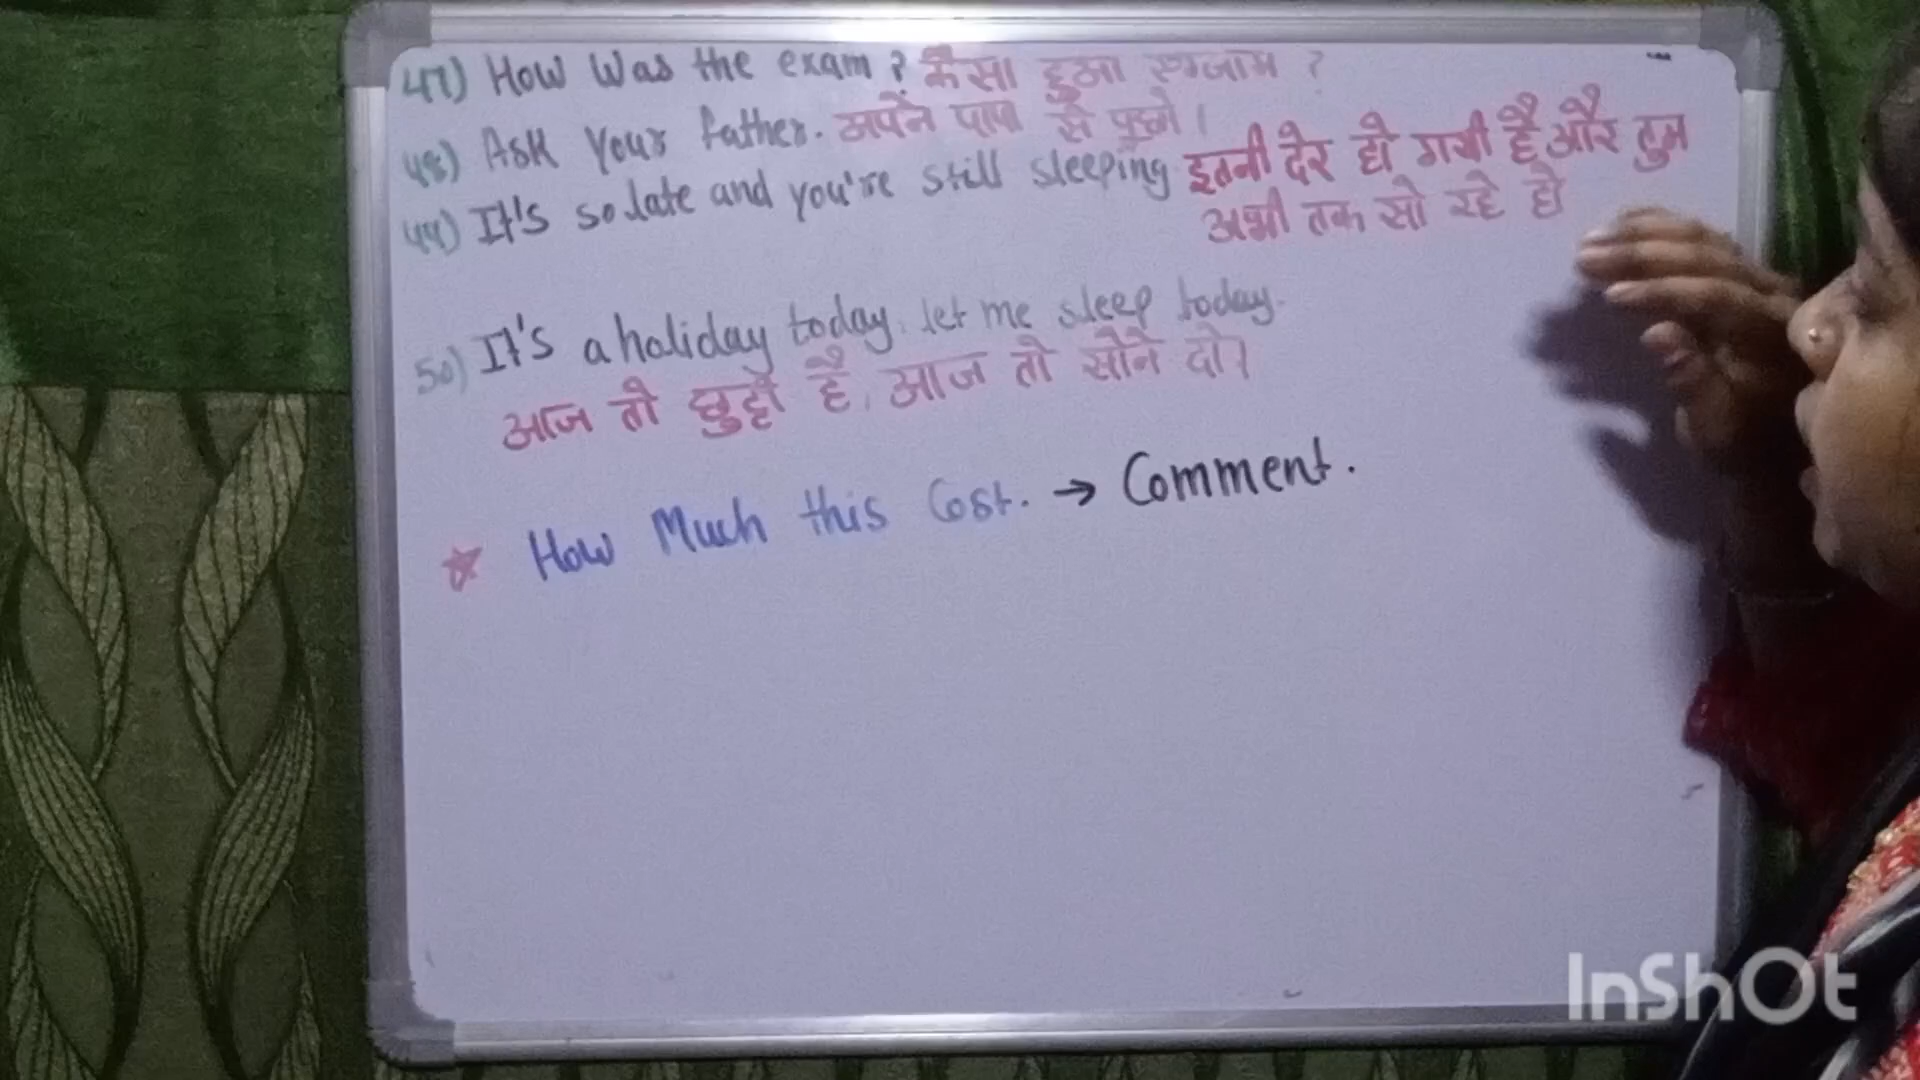 47) How Was the exam? कैसा हुआ एग्जाम ?
48) Ask Your father. अपने पापा से पूछो।
49) It's so late and you're still sleeping इतनी देर हो गयी है और तुम
अभी तक सो रहे हो
50) It's a holiday today. let me sleep today.
आज तो छुट्टी है, आज तो सोने दो।
☆ How Much this Cost. → Comment.
InShOt